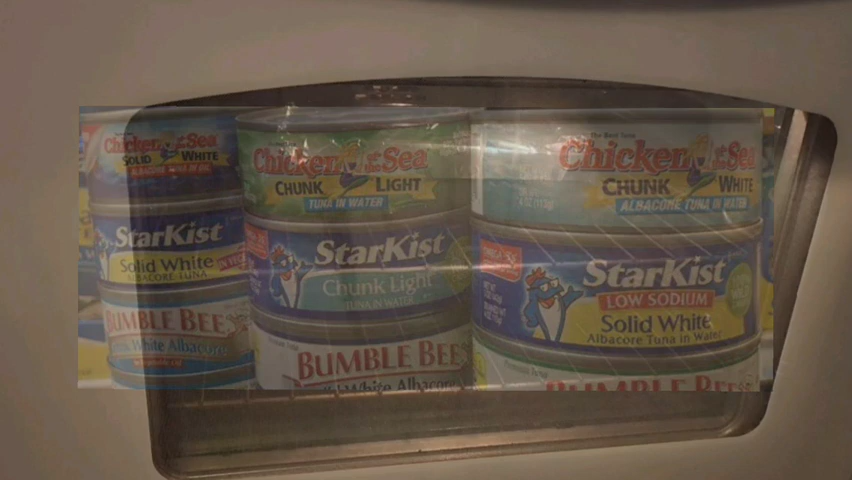 Chicken of the Sea
SOLID WHITE
StarKist
Solid White
ALBACORE TUNA
BUMBLE BEE
White Albacore
Chicken of the Sea
CHUNK LIGHT
TUNA IN WATER
StarKist
Chunk Light
TUNA IN WATER
BUMBLE BEE
White Albacore
The Best Tuna
Chicken of the Sea
CHUNK WHITE
ALBACORE TUNA IN WATER
StarKist
LOW SODIUM
Solid White
Albacore Tuna in Water
BUMBLE BEE